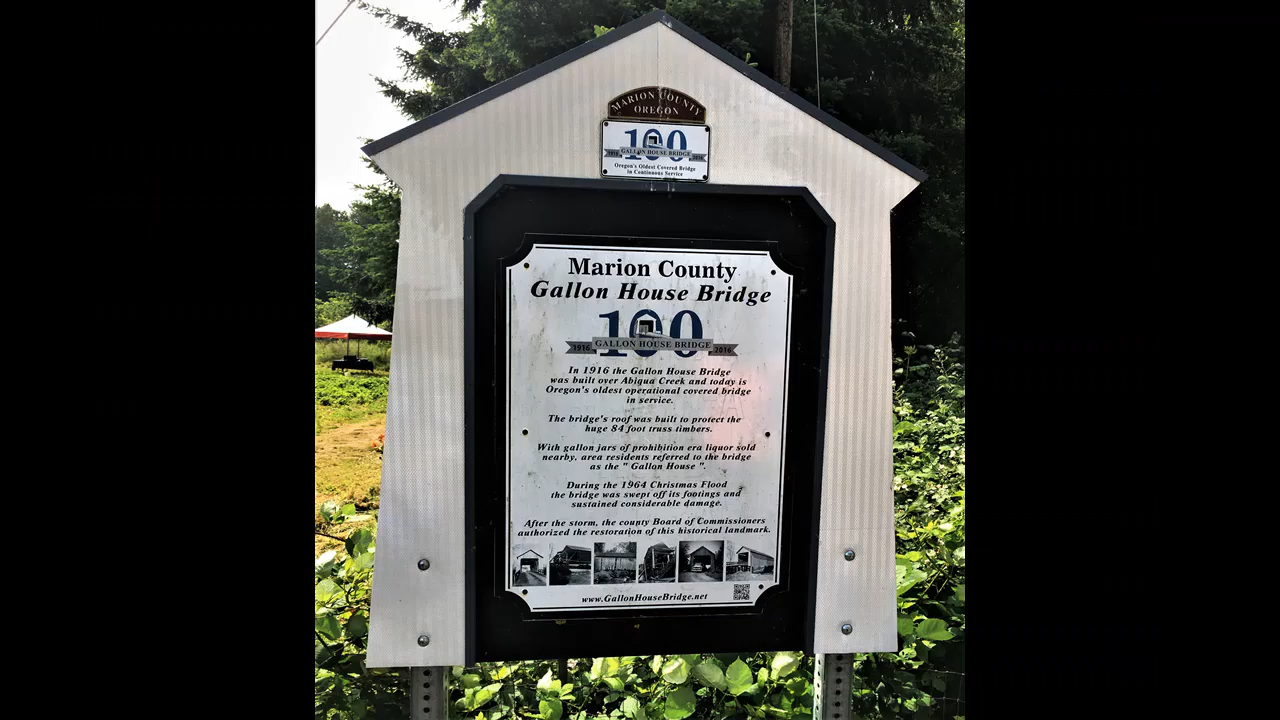 MARION COUNTY
OREGON
100
1916 GALLON HOUSE BRIDGE 2016
Oregon's Oldest Covered Bridge
in Continuous Service
Marion County
Gallon House Bridge
100
1916 GALLON HOUSE BRIDGE 2016
In 1916 the Gallon House Bridge
was built over Abiqua Creek and today is
Oregon's oldest operational covered bridge
in service.
The bridge's roof was built to protect the
huge 84 foot truss timbers.
With gallon jars of prohibition era liquor sold
nearby, area residents referred to the bridge
as the " Gallon House ".
During the 1964 Christmas Flood
the bridge was swept off its footings and
sustained considerable damage.
After the storm, the county Board of Commissioners
authorized the restoration of this historical landmark.
www.GallonHouseBridge.net